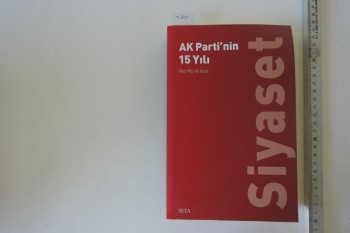 AK Parti'nin
15 Yılı
Siyaset
SETA